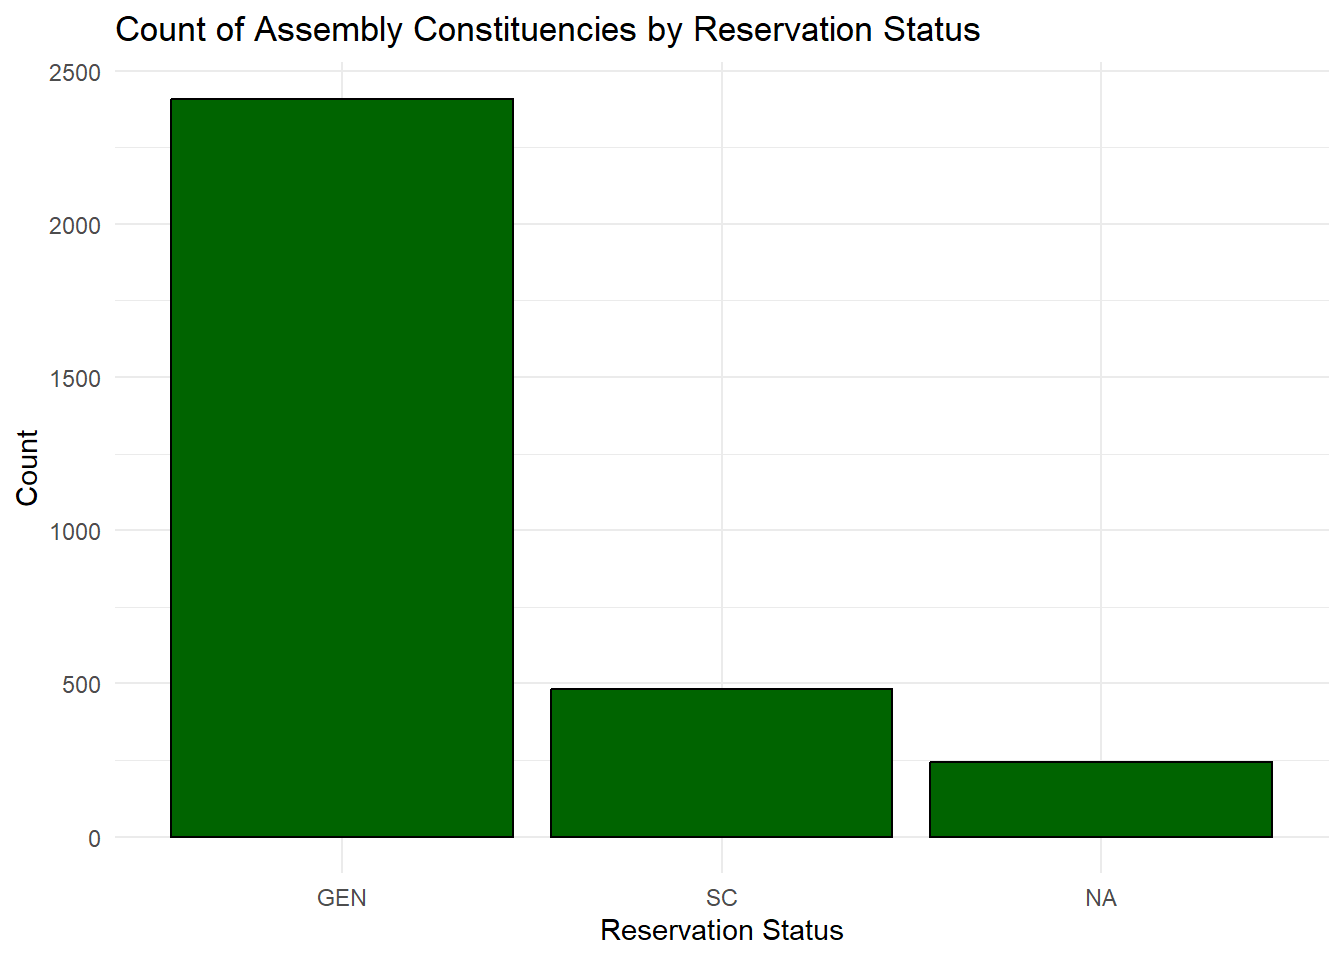 Count of Assembly Constituencies by Reservation Status
2500
2000
1500
1000
500
0
Count
GEN SC NA
Reservation Status